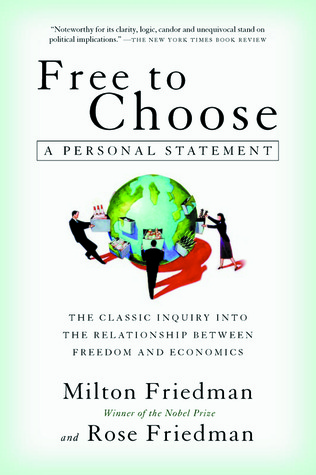 "Noteworthy for its clarity, logic, candor and unequivocal stand on
political implications." —THE NEW YORK TIMES BOOK REVIEW
Free to
Choose
A PERSONAL STATEMENT
THE CLASSIC INQUIRY INTO
THE RELATIONSHIP BETWEEN
FREEDOM AND ECONOMICS
Milton Friedman
Winner of the Nobel Prize
and Rose Friedman